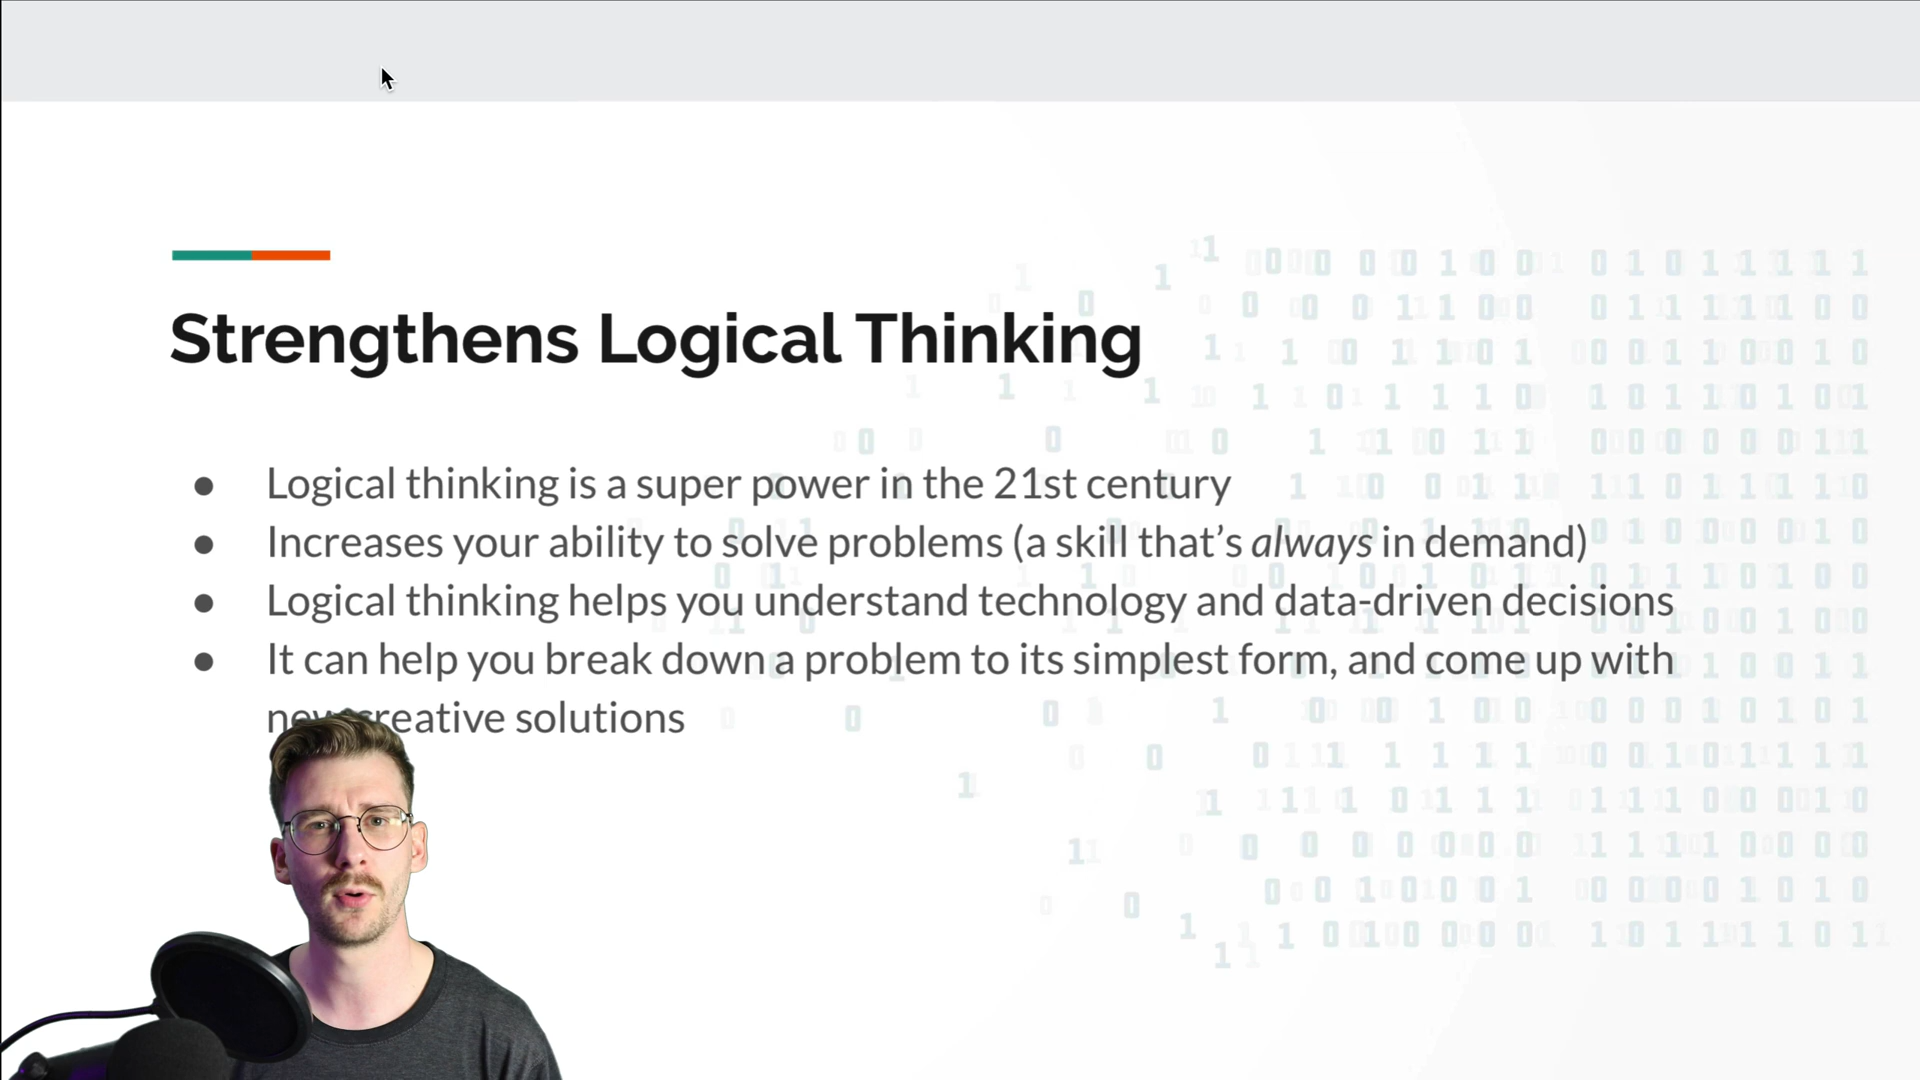 Strengthens Logical Thinking
● Logical thinking is a super power in the 21st century
● Increases your ability to solve problems (a skill that’s always in demand)
● Logical thinking helps you understand technology and data-driven decisions
● It can help you break down a problem to its simplest form, and come up with
creative solutions